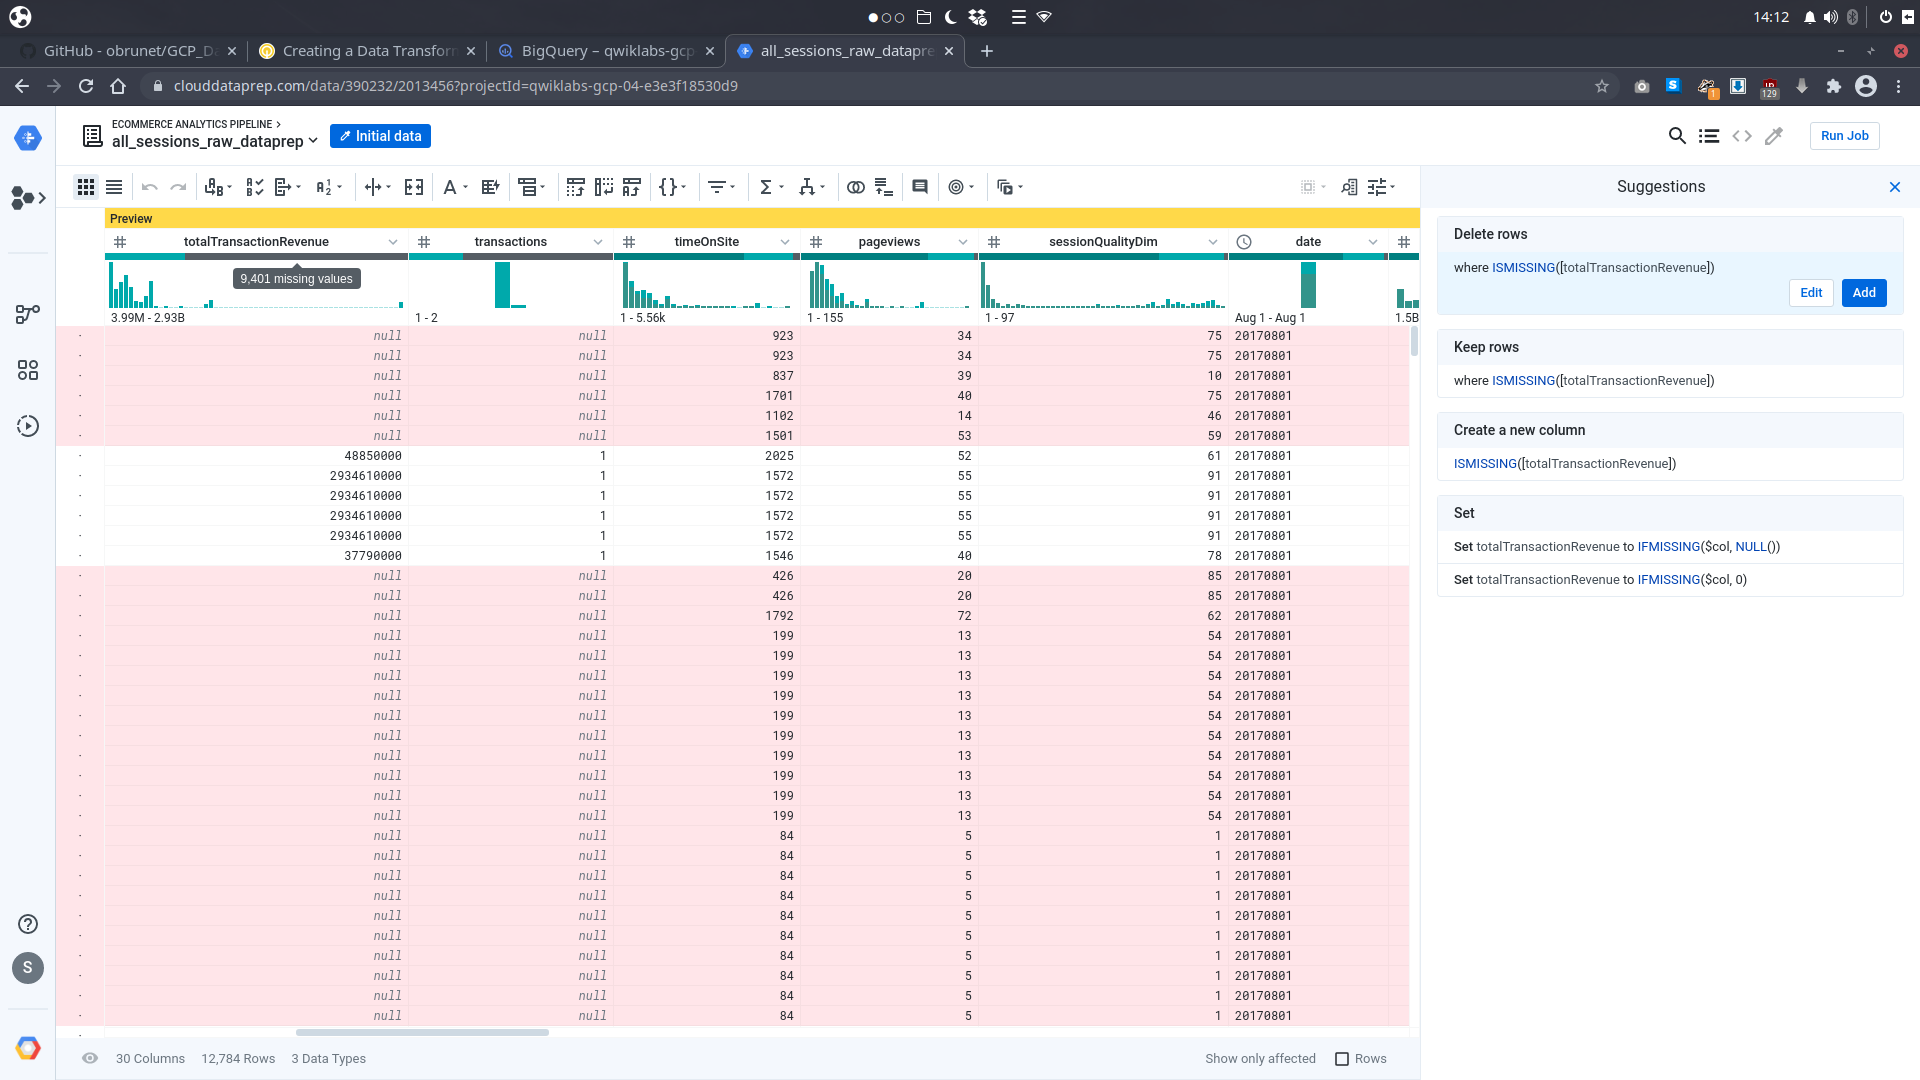 14:12
GitHub - obrunet/GCP_Da
Creating a Data Transforn
BigQuery – qwiklabs-gcp
all_sessions_raw_datapre
clouddataprep.com/data/390232/2013456?projectId=qwiklabs-gcp-04-e3e3f18530d9
S
1
129
ECOMMERCE ANALYTICS PIPELINE
all_sessions_raw_dataprep
Initial data
Run Job
Suggestions
Preview
totalTransactionRevenue transactions timeOnSite pageviews sessionQualityDim date
9,401 missing values
3.99M - 2.93B 1 - 2 1 - 5.56k 1 - 155 1 - 97 Aug 1 - Aug 1 1.5B
null null 923 34 75 20170801
null null 923 34 75 20170801
null null 837 39 10 20170801
null null 1701 40 75 20170801
null null 1102 14 46 20170801
null null 1501 53 59 20170801
48850000 1 2025 52 61 20170801
2934610000 1 1572 55 91 20170801
2934610000 1 1572 55 91 20170801
2934610000 1 1572 55 91 20170801
2934610000 1 1572 55 91 20170801
37790000 1 1546 40 78 20170801
null null 426 20 85 20170801
null null 426 20 85 20170801
null null 1792 72 62 20170801
null null 199 13 54 20170801
null null 199 13 54 20170801
null null 199 13 54 20170801
null null 199 13 54 20170801
null null 199 13 54 20170801
null null 199 13 54 20170801
null null 199 13 54 20170801
null null 199 13 54 20170801
null null 199 13 54 20170801
null null 199 13 54 20170801
null null 84 5 1 20170801
null null 84 5 1 20170801
null null 84 5 1 20170801
null null 84 5 1 20170801
null null 84 5 1 20170801
null null 84 5 1 20170801
null null 84 5 1 20170801
null null 84 5 1 20170801
null null 84 5 1 20170801
null null 84 5 1 20170801
Delete rows
where ISMISSING([totalTransactionRevenue])
Edit
Add
Keep rows
where ISMISSING([totalTransactionRevenue])
Create a new column
ISMISSING([totalTransactionRevenue])
Set
Set totalTransactionRevenue to IFMISSING($col, NULL())
Set totalTransactionRevenue to IFMISSING($col, 0)
S
30 Columns 12,784 Rows 3 Data Types
Show only affected Rows